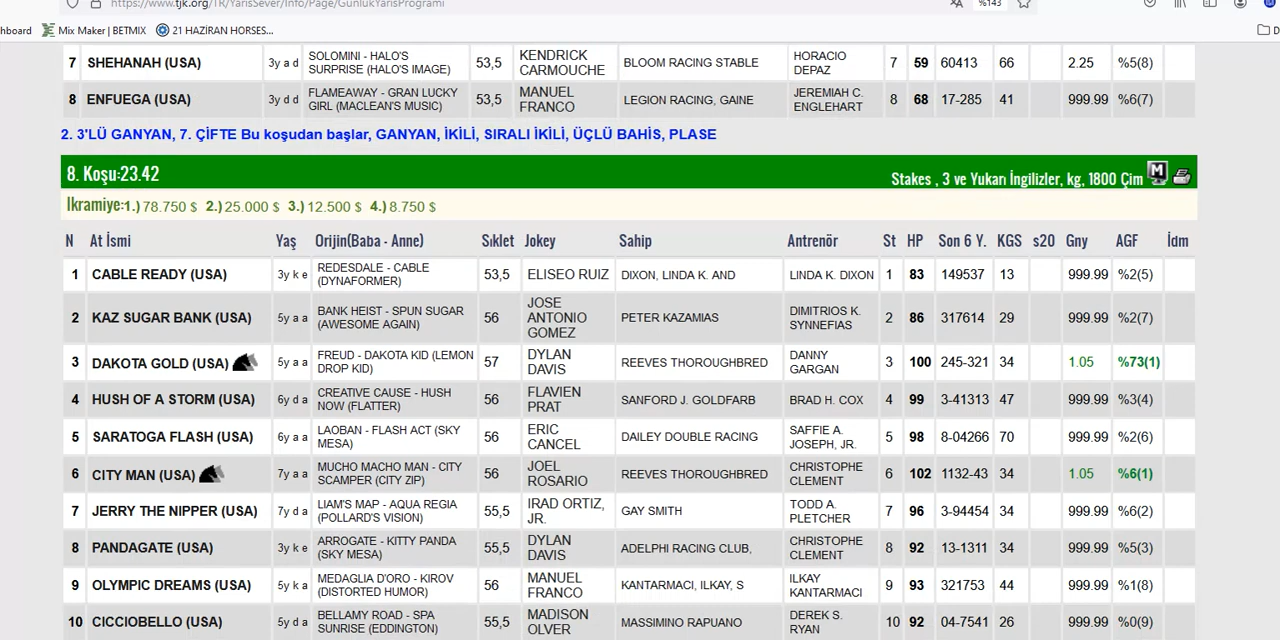 https://www.tjk.org/TR/YarisSever/Info/Page/GunlukYarisProgrami %143
hboard Mix Maker | BETMIX 21 HAZİRAN HORSES... D
7 SHEHANAH (USA) 3y a d SOLOMINI - HALO'S SURPRISE (HALO'S IMAGE) 53,5 KENDRICK CARMOUCHE BLOOM RACING STABLE HORACIO DEPAZ 7 59 60413 66 2.25 %5(8)
8 ENFUEGA (USA) 3y d d FLAMEAWAY - GRAN LUCKY GIRL (MACLEAN'S MUSIC) 53,5 MANUEL FRANCO LEGION RACING, GAINE JEREMIAH C. ENGLEHART 8 68 17-285 41 999.99 %6(7)
2. 3'LÜ GANYAN, 7. ÇİFTE Bu koşudan başlar, GANYAN, İKİLİ, SIRALI İKİLİ, ÜÇLÜ BAHİS, PLASE
8. Koşu:23.42
Stakes , 3 ve Yukarı İngilizler, kg, 1800 Çim M
Ikramiye:1.) 78.750 $ 2.) 25.000 $ 3.) 12.500 $ 4.) 8.750 $
N At İsmi Yaş Orijin(Baba - Anne) Sıklet Jokey Sahip Antrenör St HP Son 6 Y. KGS s20 Gny AGF İdm
1 CABLE READY (USA) 3y k e REDESDALE - CABLE (DYNAFORMER) 53,5 ELISEO RUIZ DIXON, LINDA K. AND LINDA K. DIXON 1 83 149537 13 999.99 %2(5)
2 KAZ SUGAR BANK (USA) 5y a a BANK HEIST - SPUN SUGAR (AWESOME AGAIN) 56 JOSE ANTONIO GOMEZ PETER KAZAMIAS DIMITRIOS K. SYNNEFIAS 2 86 317614 29 999.99 %2(7)
3 DAKOTA GOLD (USA) 5y a a FREUD - DAKOTA KID (LEMON DROP KID) 57 DYLAN DAVIS REEVES THOROUGHBRED DANNY GARGAN 3 100 245-321 34 1.05 %73(1)
4 HUSH OF A STORM (USA) 6y d a CREATIVE CAUSE - HUSH NOW (FLATTER) 56 FLAVIEN PRAT SANFORD J. GOLDFARB BRAD H. COX 4 99 3-41313 47 999.99 %3(4)
5 SARATOGA FLASH (USA) 6y a a LAOBAN - FLASH ACT (SKY MESA) 56 ERIC CANCEL DAILEY DOUBLE RACING SAFFIE A. JOSEPH, JR. 5 98 8-04266 70 999.99 %2(6)
6 CITY MAN (USA) 7y a a MUCHO MACHO MAN - CITY SCAMPER (CITY ZIP) 56 JOEL ROSARIO REEVES THOROUGHBRED CHRISTOPHE CLEMENT 6 102 1132-43 34 1.05 %6(1)
7 JERRY THE NIPPER (USA) 7y d a LIAM'S MAP - AQUA REGIA (POLLARD'S VISION) 55,5 IRAD ORTIZ, JR. GAY SMITH TODD A. PLETCHER 7 96 3-94454 34 999.99 %6(2)
8 PANDAGATE (USA) 3y k e ARROGATE - KITTY PANDA (SKY MESA) 55,5 DYLAN DAVIS ADELPHI RACING CLUB, CHRISTOPHE CLEMENT 8 92 13-1311 34 999.99 %5(3)
9 OLYMPIC DREAMS (USA) 5y k a MEDAGLIA D'ORO - KIROV (DISTORTED HUMOR) 56 MANUEL FRANCO KANTARMACI, ILKAY, S ILKAY KANTARMACI 9 93 321753 44 999.99 %1(8)
10 CICCIOBELLO (USA) 5y d a BELLAMY ROAD - SPA SUNRISE (EDDINGTON) 55,5 MADISON OLVER MASSIMINO RAPUANO DEREK S. RYAN 10 92 04-7541 26 999.99 %0(9)